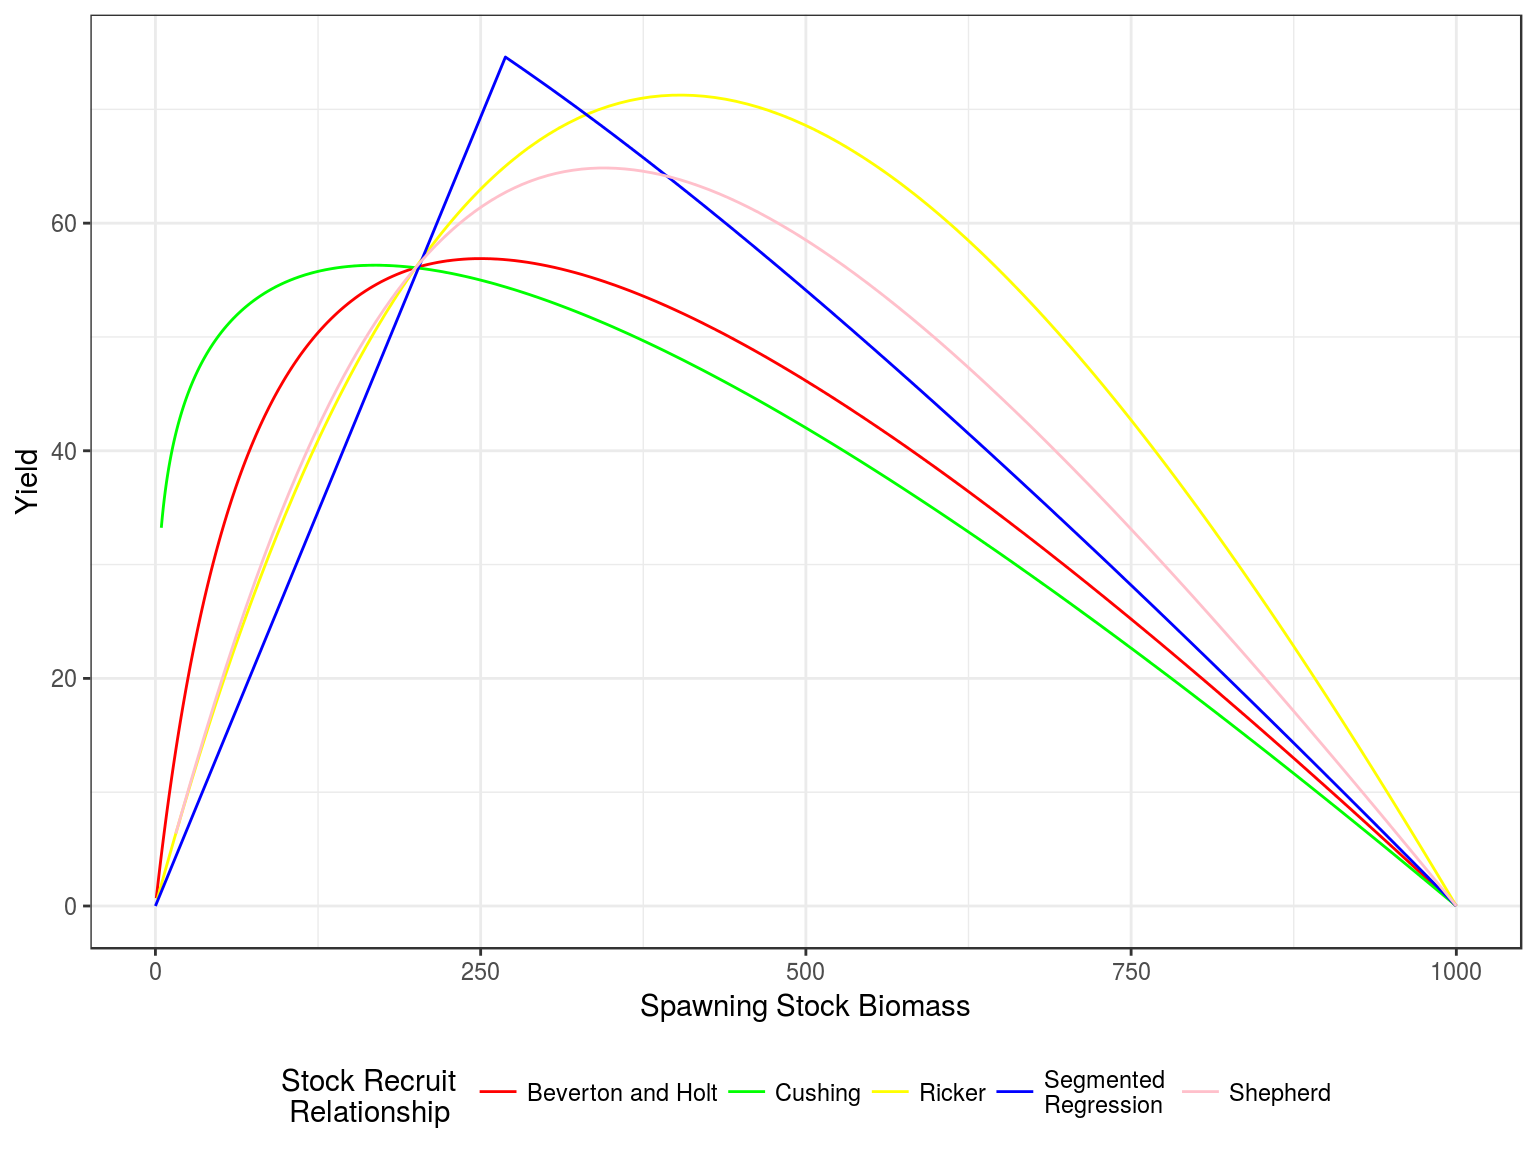 60
40
20
0
Yield
0 250 500 750 1000
Spawning Stock Biomass
Stock Recruit
Relationship
Beverton and Holt
Cushing
Ricker
Segmented
Regression
Shepherd